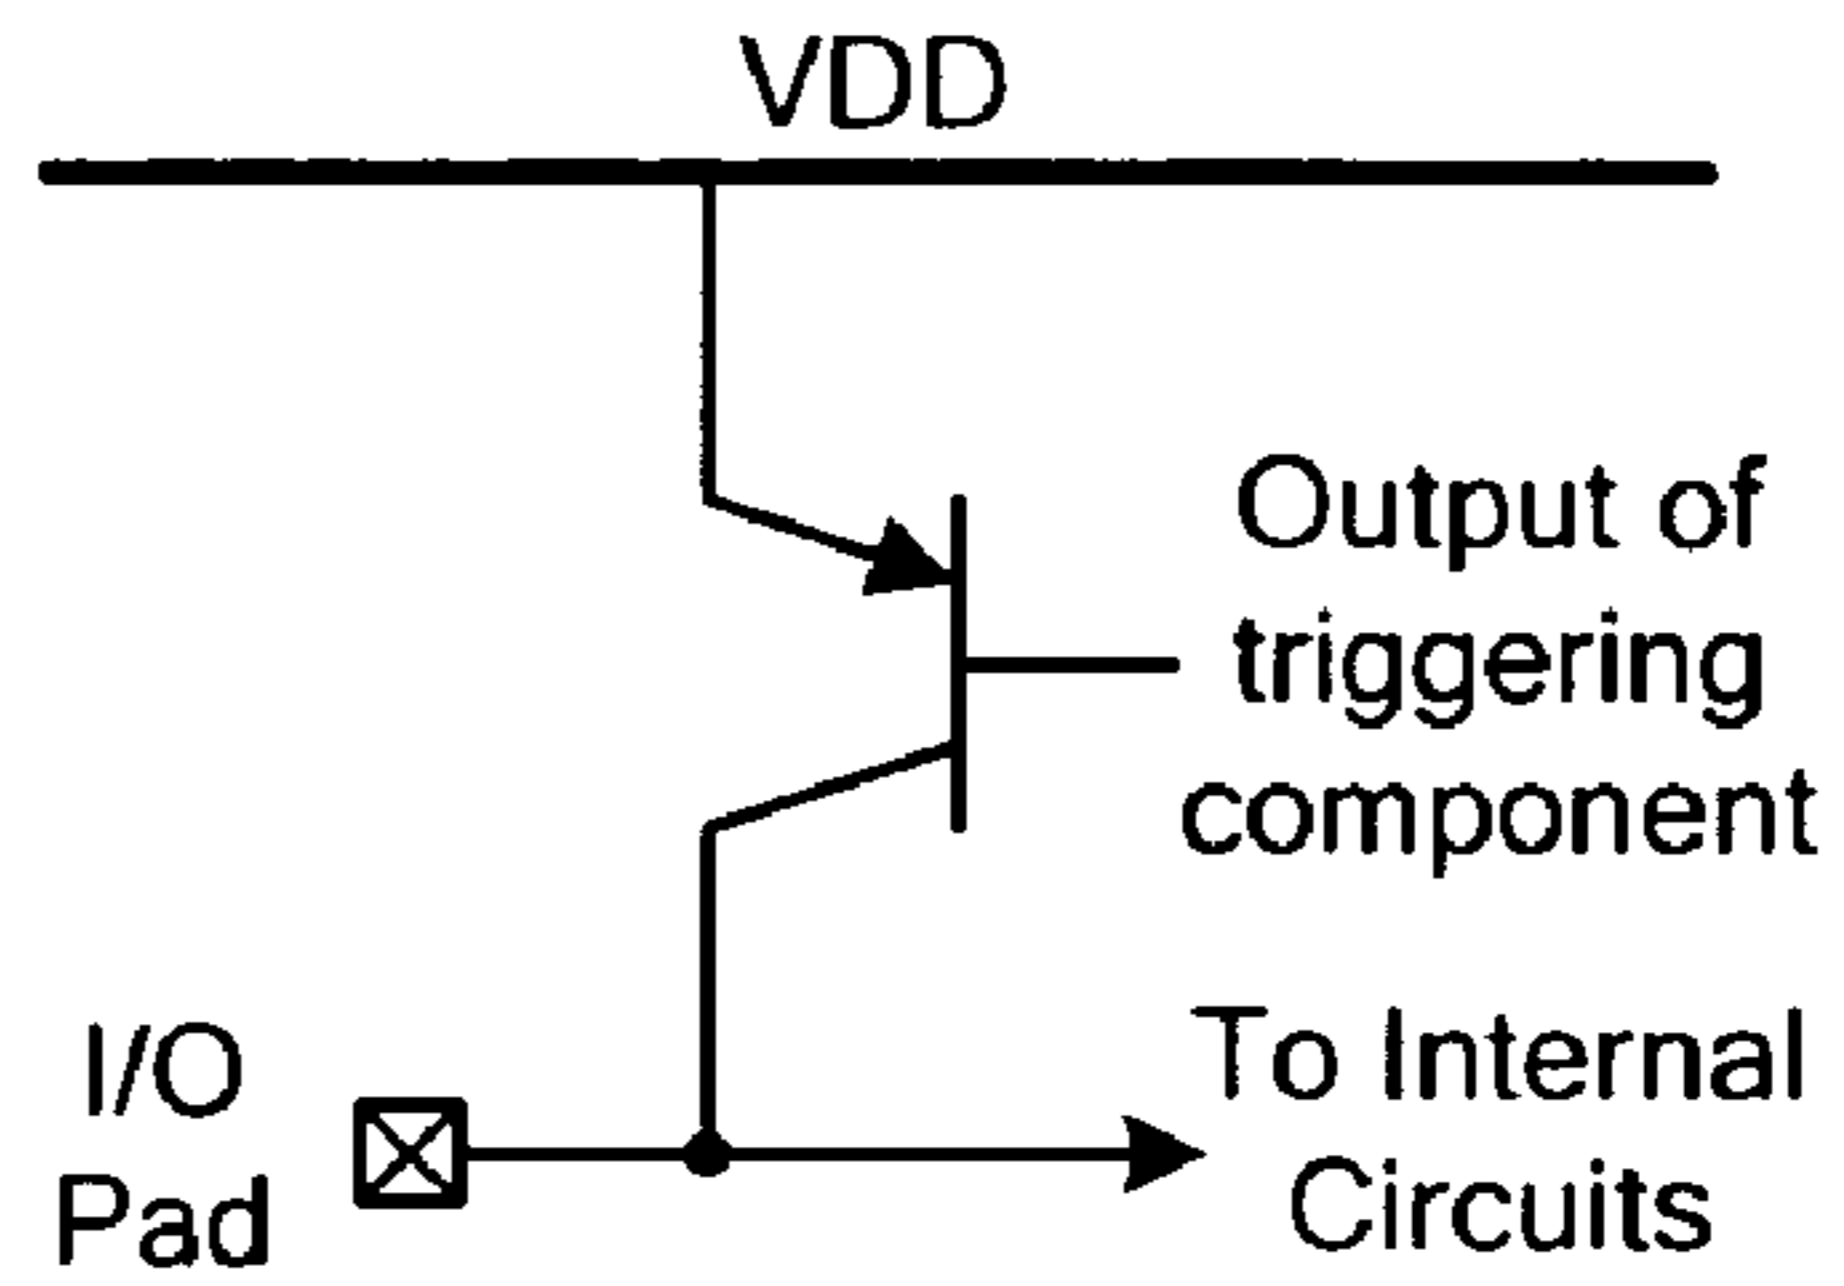 VDD
Output of
triggering
component
I/O
Pad
To Internal
Circuits